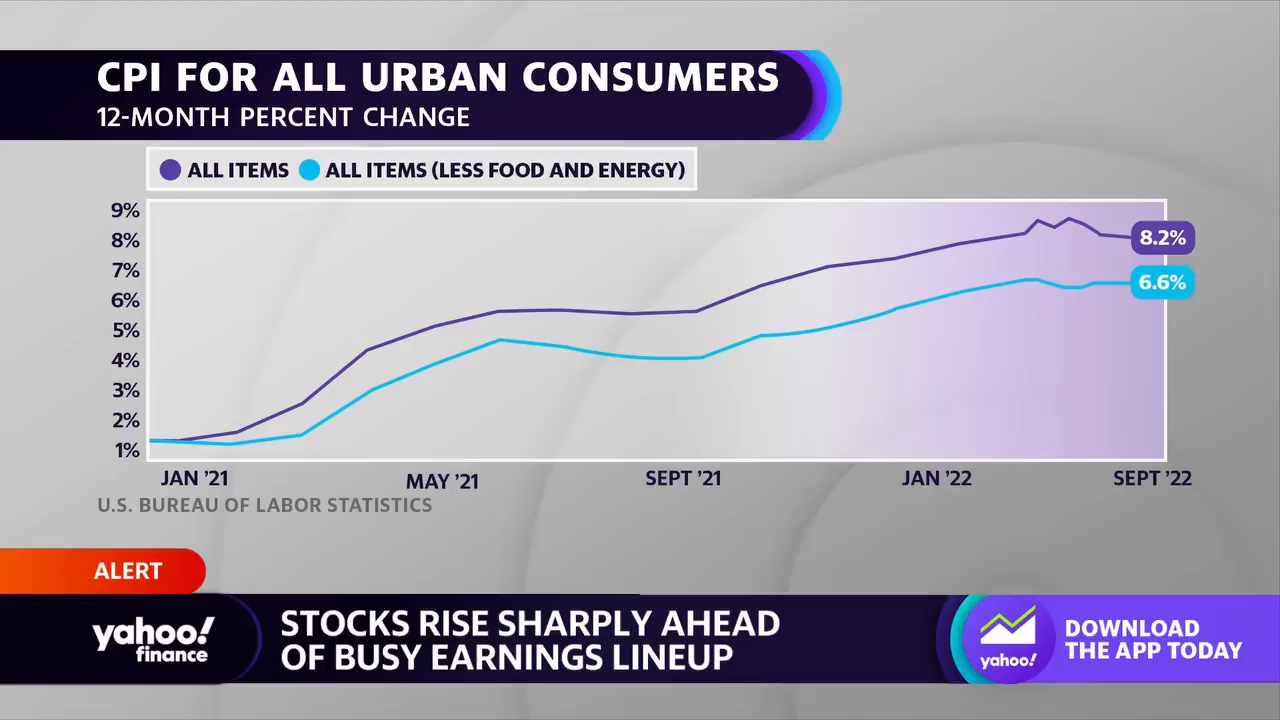 CPI FOR ALL URBAN CONSUMERS
12-MONTH PERCENT CHANGE
ALL ITEMS ALL ITEMS (LESS FOOD AND ENERGY)
9%
8%
7%
6%
5%
4%
3%
2%
1%
8.2%
6.6%
JAN '21 MAY '21 SEPT '21 JAN '22 SEPT '22
U.S. BUREAU OF LABOR STATISTICS
ALERT
yahoo!
finance
STOCKS RISE SHARPLY AHEAD
OF BUSY EARNINGS LINEUP
yahoo!
DOWNLOAD
THE APP TODAY